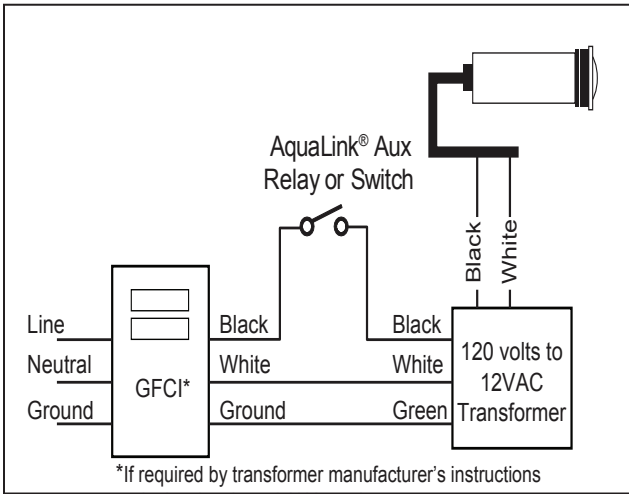 AquaLink® Aux
Relay or Switch
Black
White
Line
Neutral
Ground
GFCI*
Black
White
Ground
Black
White
Green
120 volts to
12VAC
Transformer
*If required by transformer manufacturer's instructions